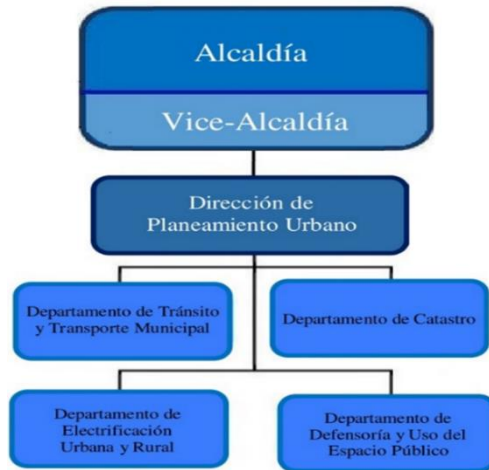 Alcaldía
Vice-Alcaldía
Dirección de
Planeamiento Urbano
Departamento de Tránsito
y Transporte Municipal
Departamento de Catastro
Departamento de
Electrificación
Urbana y Rural
Departamento de
Defensoría y Uso del
Espacio Público